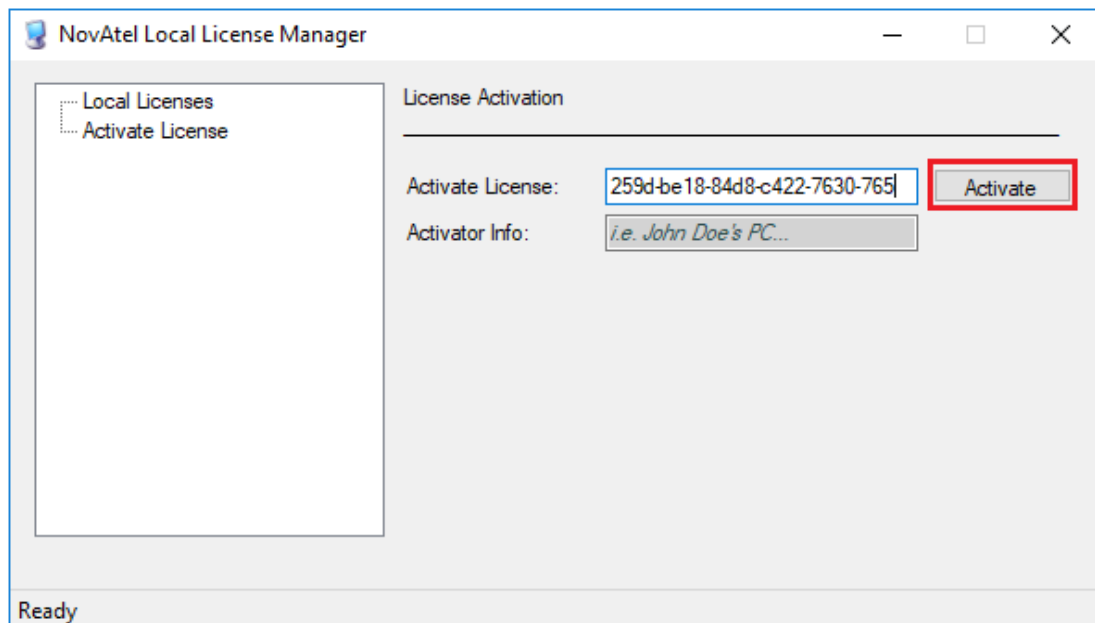 NovAtel Local License Manager
Local Licenses
Activate License
License Activation
Activate License: 259d-be18-84d8-c422-7630-765 Activate
Activator Info: i.e. John Doe's PC...
Ready